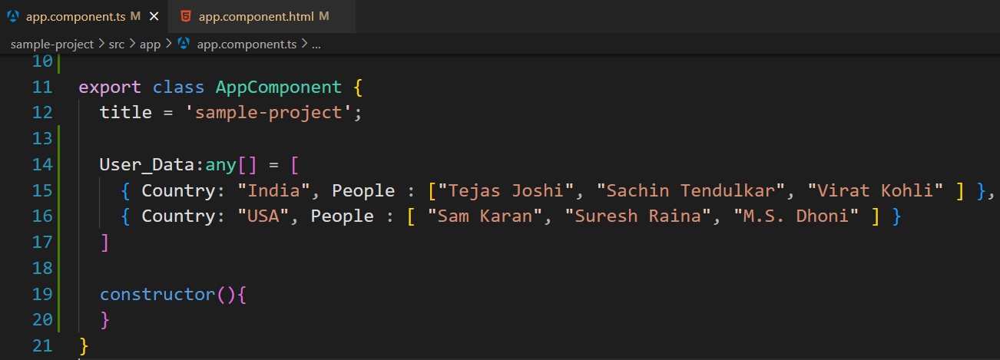 app.component.ts M × app.component.html M
sample-project > src > app > app.component.ts > ...
10
11 export class AppComponent {
12 title = 'sample-project';
13
14 User_Data:any[] = [
15 { Country: "India", People : ["Tejas Joshi", "Sachin Tendulkar", "Virat Kohli" ] },
16 { Country: "USA", People : [ "Sam Karan", "Suresh Raina", "M.S. Dhoni" ] }
17 ]
18
19 constructor(){
20 }
21 }